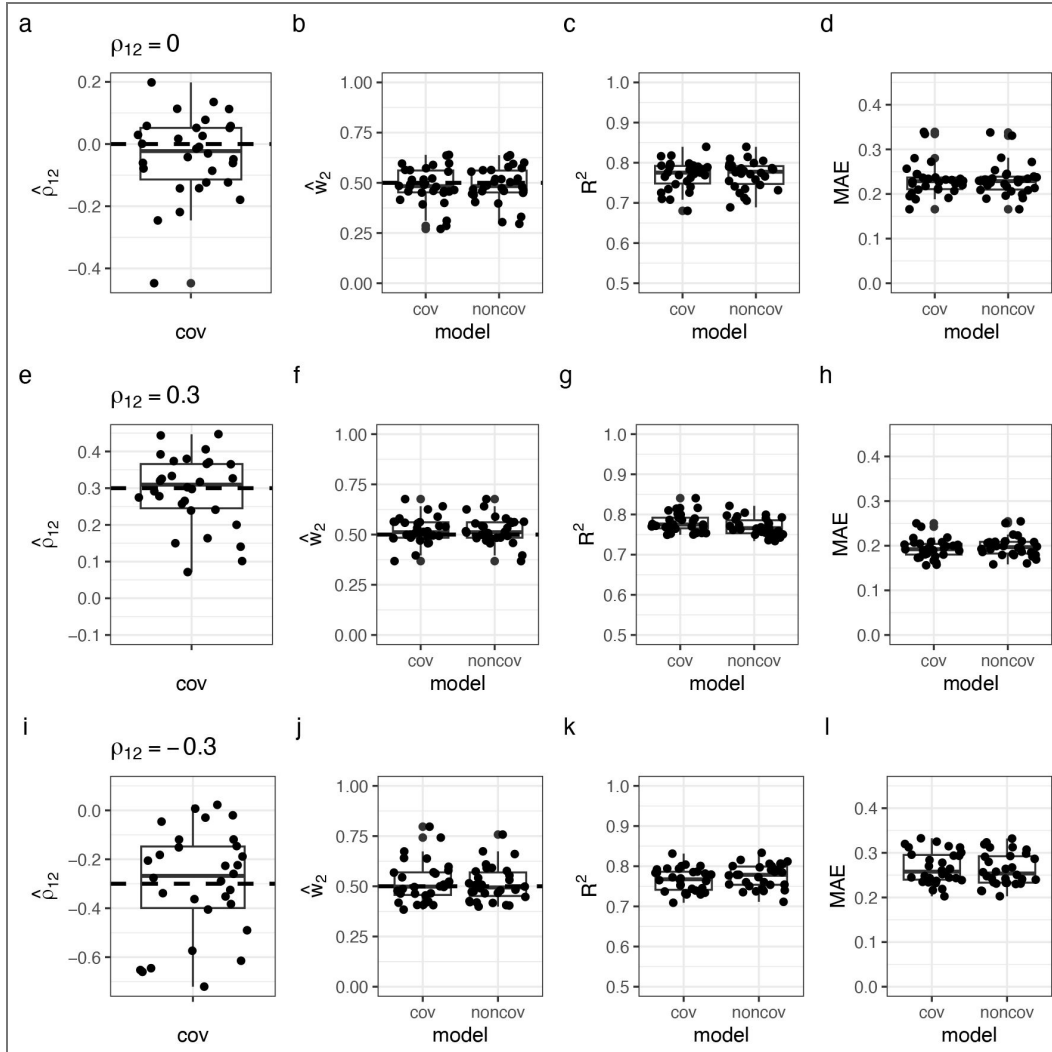 a b c d
ρ12 = 0
0.2 0.0 −0.2 −0.4
ρ̂12
cov
1.00 0.75 0.50 0.25 0.00
ŵ2
cov noncov
model
1.0 0.9 0.8 0.7 0.6 0.5
R2
cov noncov
model
0.4 0.3 0.2 0.1 0.0
MAE
cov noncov
model
e f g h
ρ12 = 0.3
0.4 0.3 0.2 0.1 0.0 −0.1
ρ̂12
cov
1.00 0.75 0.50 0.25 0.00
ŵ2
cov noncov
model
1.0 0.9 0.8 0.7 0.6 0.5
R2
cov noncov
model
0.4 0.3 0.2 0.1 0.0
MAE
cov noncov
model
i j k l
ρ12 = −0.3
0.0 −0.2 −0.4 −0.6
ρ̂12
cov
1.00 0.75 0.50 0.25 0.00
ŵ2
cov noncov
model
1.0 0.9 0.8 0.7 0.6 0.5
R2
cov noncov
model
0.4 0.3 0.2 0.1 0.0
MAE
cov noncov
model